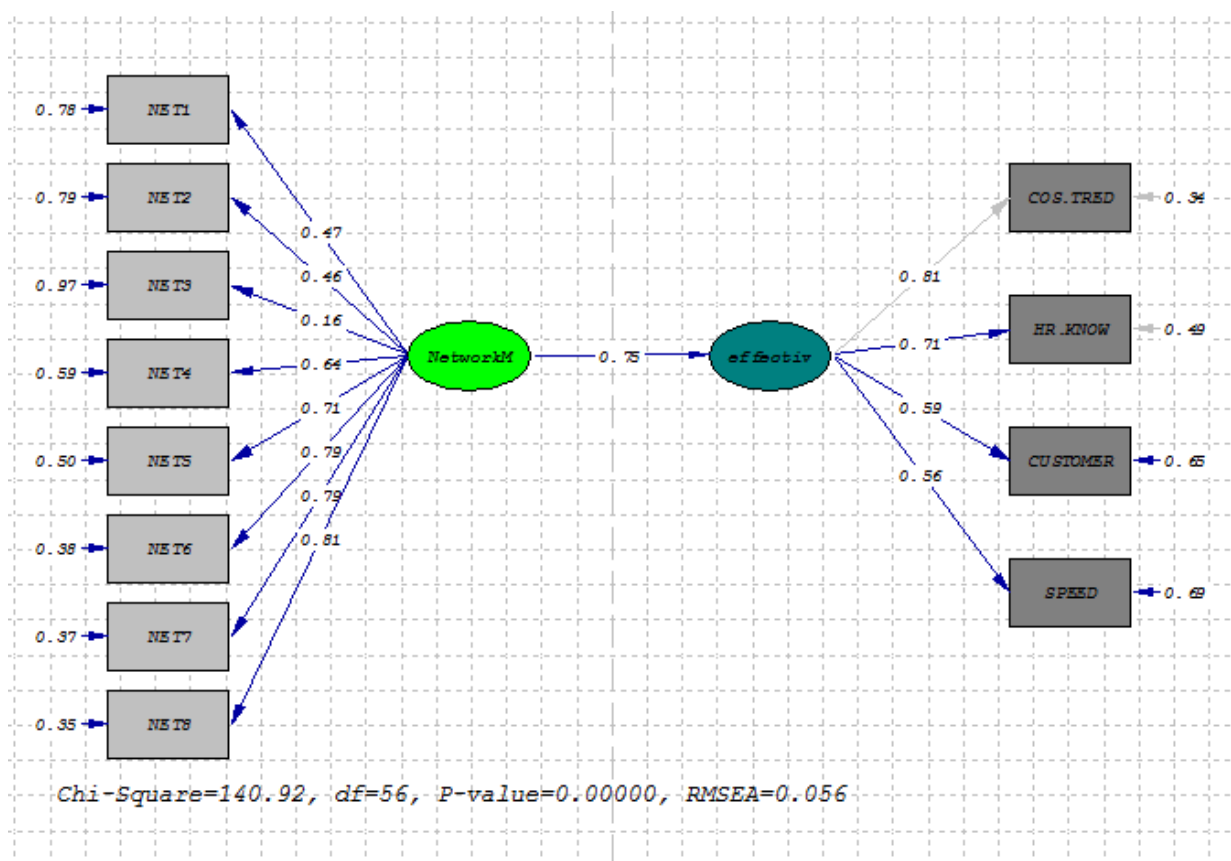 0.78 NET1
0.79 NET2
0.97 NET3
0.59 NET4
0.50 NET5
0.38 NET6
0.37 NET7
0.35 NET8
0.47
0.46
0.16
0.64
0.71
0.79
0.79
0.81
NetworkM
0.75
effectiv
0.81
0.71
0.59
0.56
COS.TRED 0.34
HR.KNOW 0.49
CUSTOMER 0.65
SPEED 0.69
Chi-Square=140.92, df=56, P-value=0.00000, RMSEA=0.056